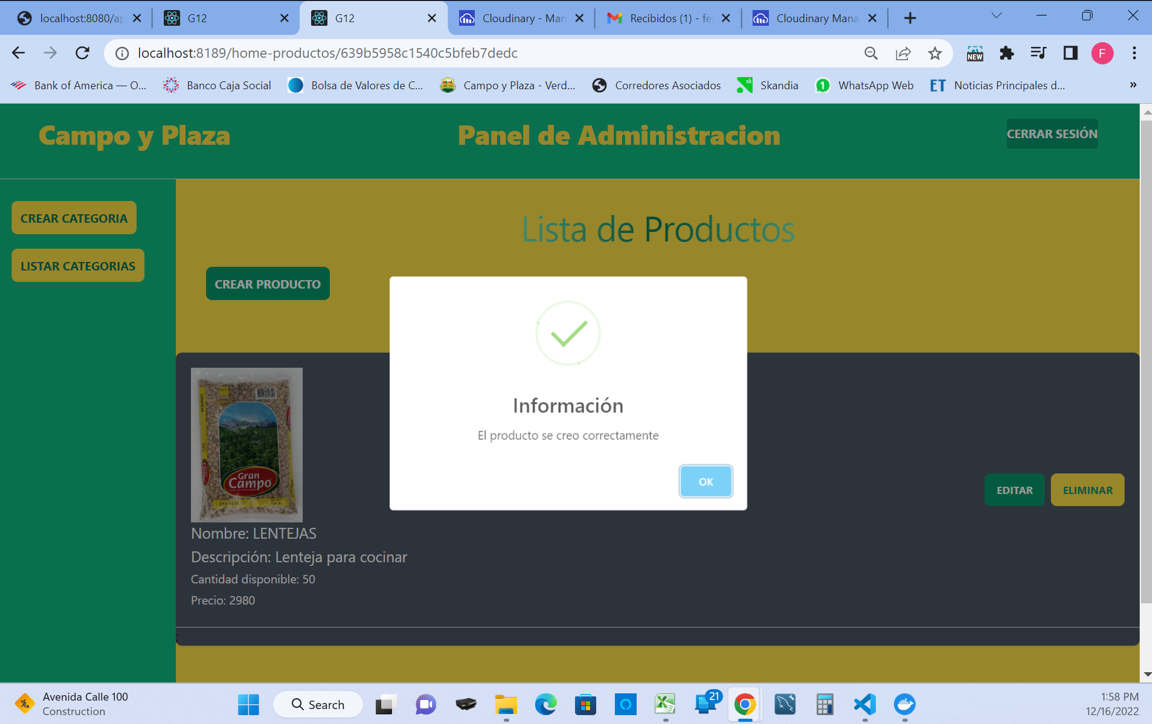 localhost:8080/ap
G12
G12
Cloudinary - Man
Recibidos (1) - fe
Cloudinary Mana
localhost:8189/home-productos/639b5958c1540c5bfeb7dedc
NEW
F
Bank of America — O...
Banco Caja Social
Bolsa de Valores de C...
Campo y Plaza - Verd...
Corredores Asociados
Skandia
1
WhatsApp Web
ET
Noticias Principales d...
»
Campo y Plaza
Panel de Administracion
CERRAR SESIÓN
CREAR CATEGORIA
LISTAR CATEGORIAS
Lista de Productos
CREAR PRODUCTO
Información
El producto se creo correctamente
OK
Gran
Campo
Nombre: LENTEJAS
Descripción: Lenteja para cocinar
Cantidad disponible: 50
Precio: 2980
EDITAR
ELIMINAR
Avenida Calle 100
Construction
Search
21
1:58 PM
12/16/2022